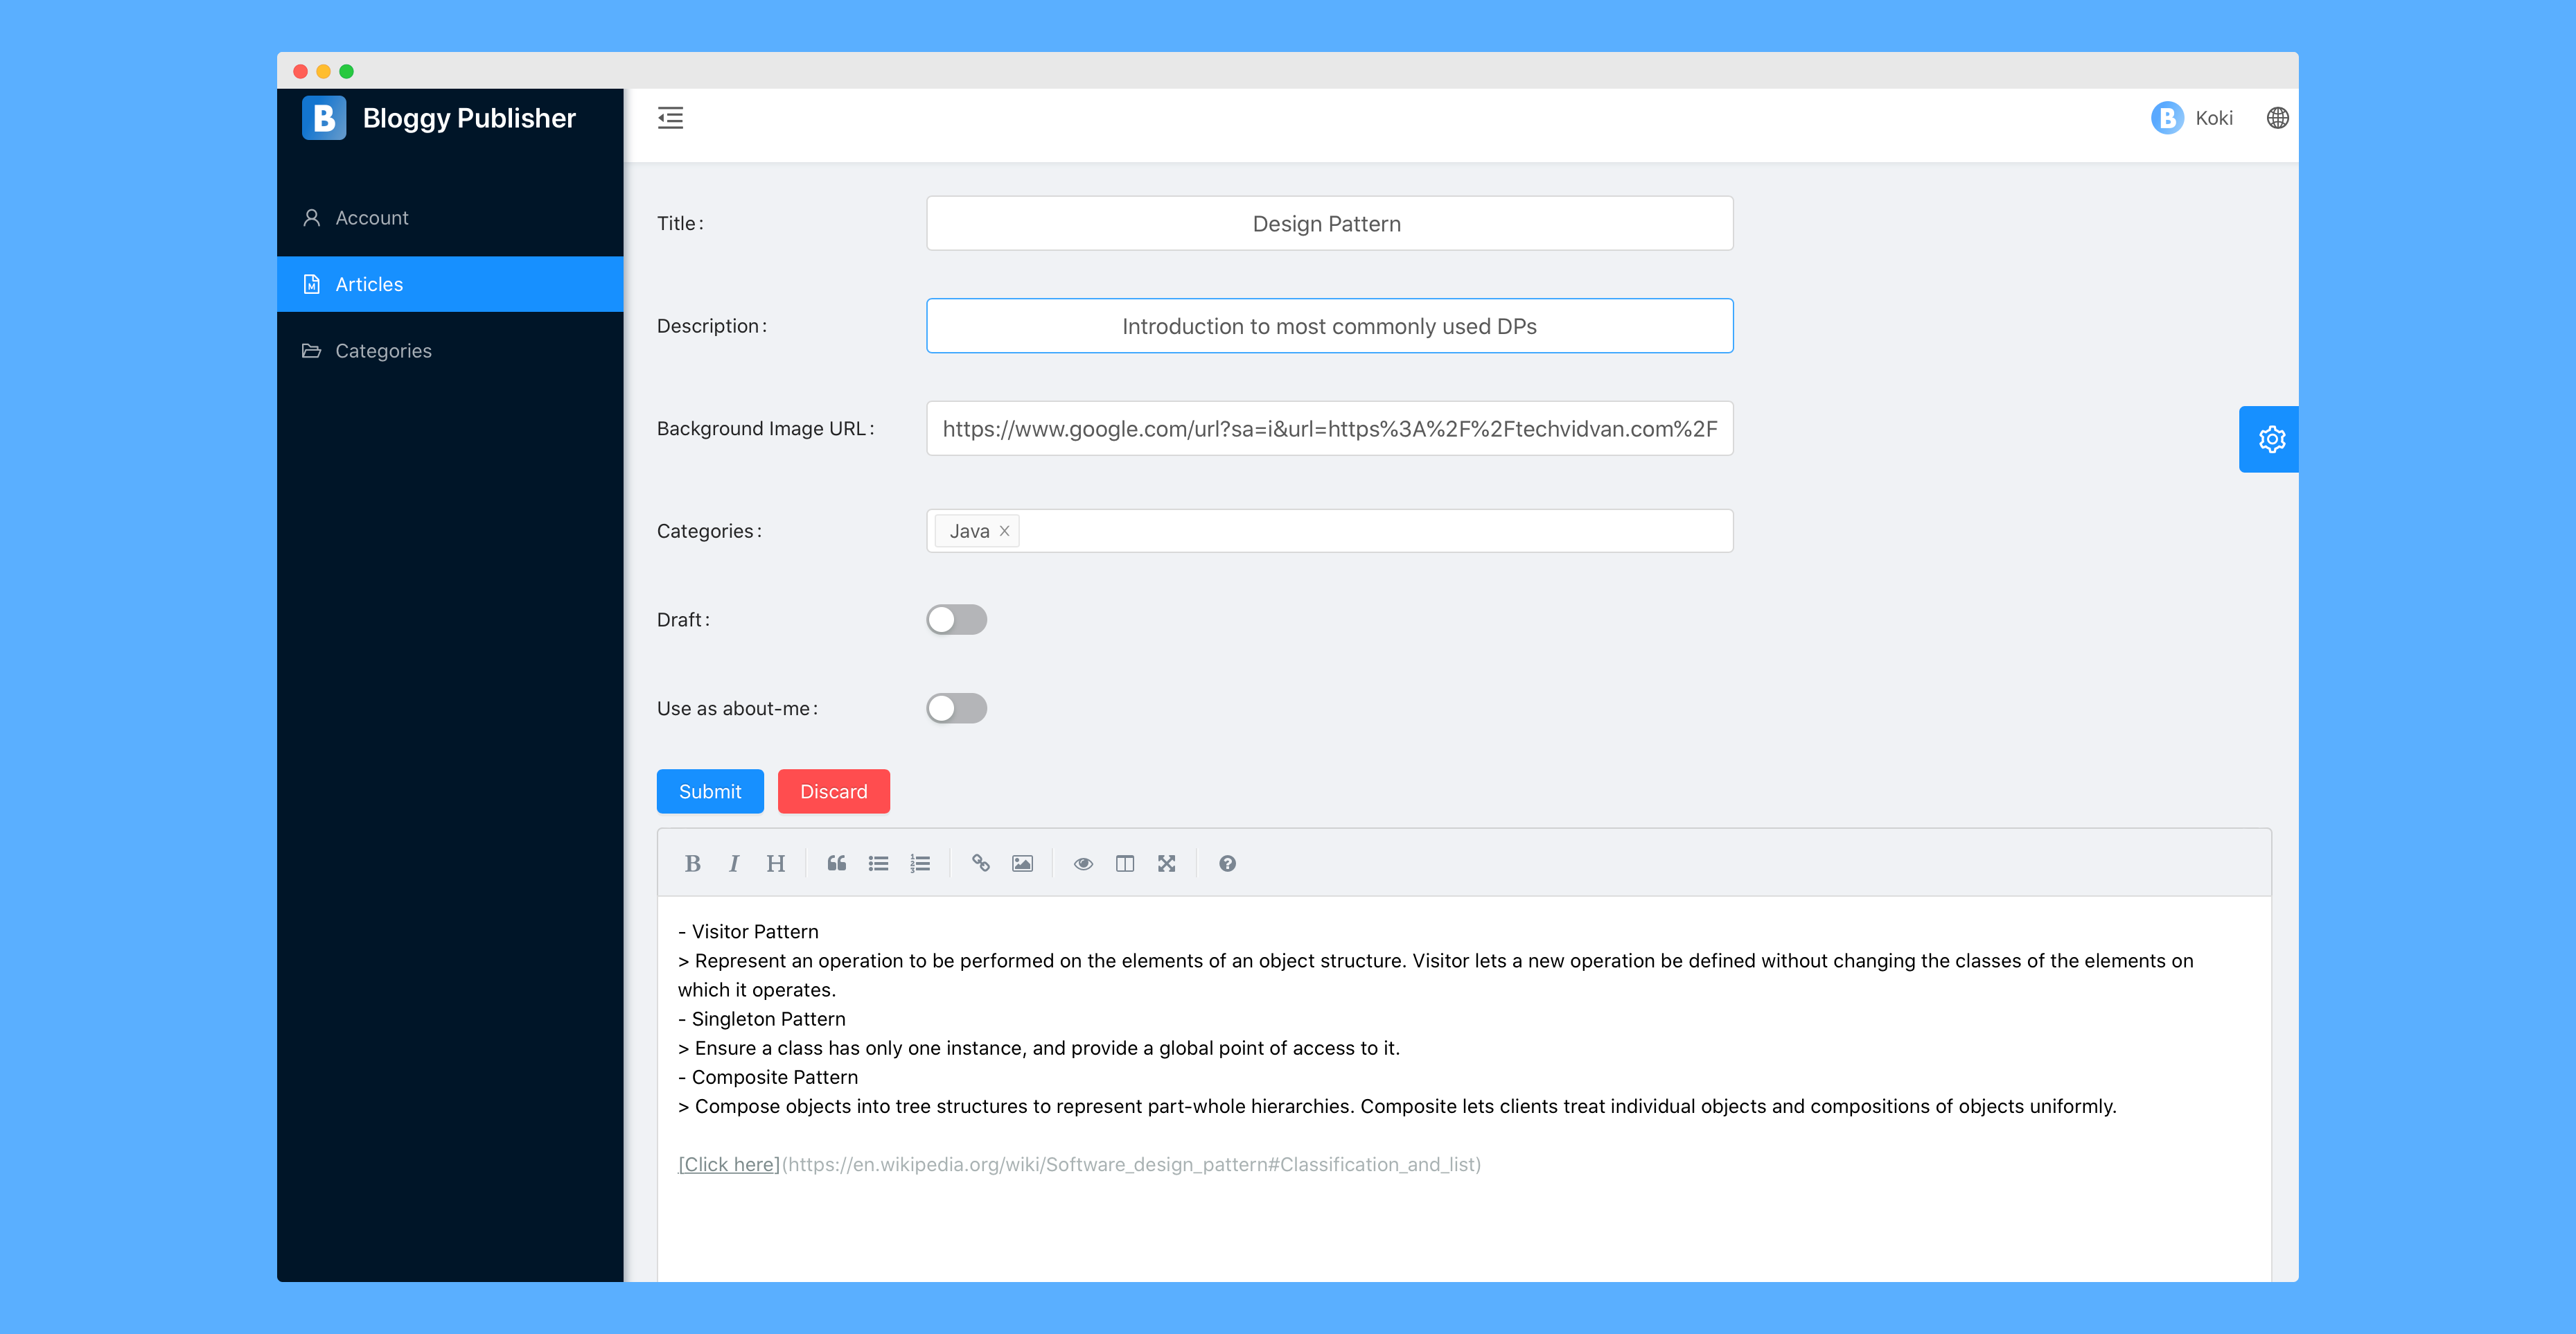 B Bloggy Publisher
B Koki
Account
Articles
Categories
Title:
Design Pattern
Description:
Introduction to most commonly used DPs
Background Image URL:
https://www.google.com/url?sa=i&url=https%3A%2F%2Ftechvidvan.com%2F
Categories:
Java
Draft:
Use as about-me:
Submit Discard
B I H
- Visitor Pattern
> Represent an operation to be performed on the elements of an object structure. Visitor lets a new operation be defined without changing the classes of the elements on
which it operates.
- Singleton Pattern
> Ensure a class has only one instance, and provide a global point of access to it.
- Composite Pattern
> Compose objects into tree structures to represent part-whole hierarchies. Composite lets clients treat individual objects and compositions of objects uniformly.
[Click here](https://en.wikipedia.org/wiki/Software_design_pattern#Classification_and_list)